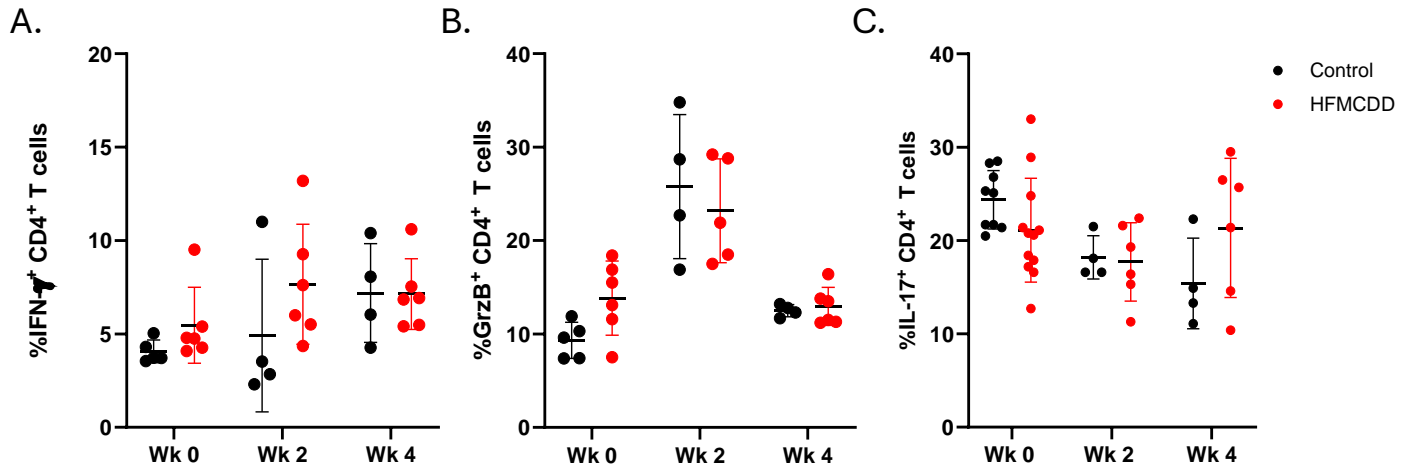 A.
%IFN-γ⁺ CD4⁺ T cells
20
15
10
5
0
Wk 0
Wk 2
Wk 4
B.
%GrzB⁺ CD4⁺ T cells
40
30
20
10
0
Wk 0
Wk 2
Wk 4
C.
%IL-17⁺ CD4⁺ T cells
40
30
20
10
0
Wk 0
Wk 2
Wk 4
Control
HFMCDD